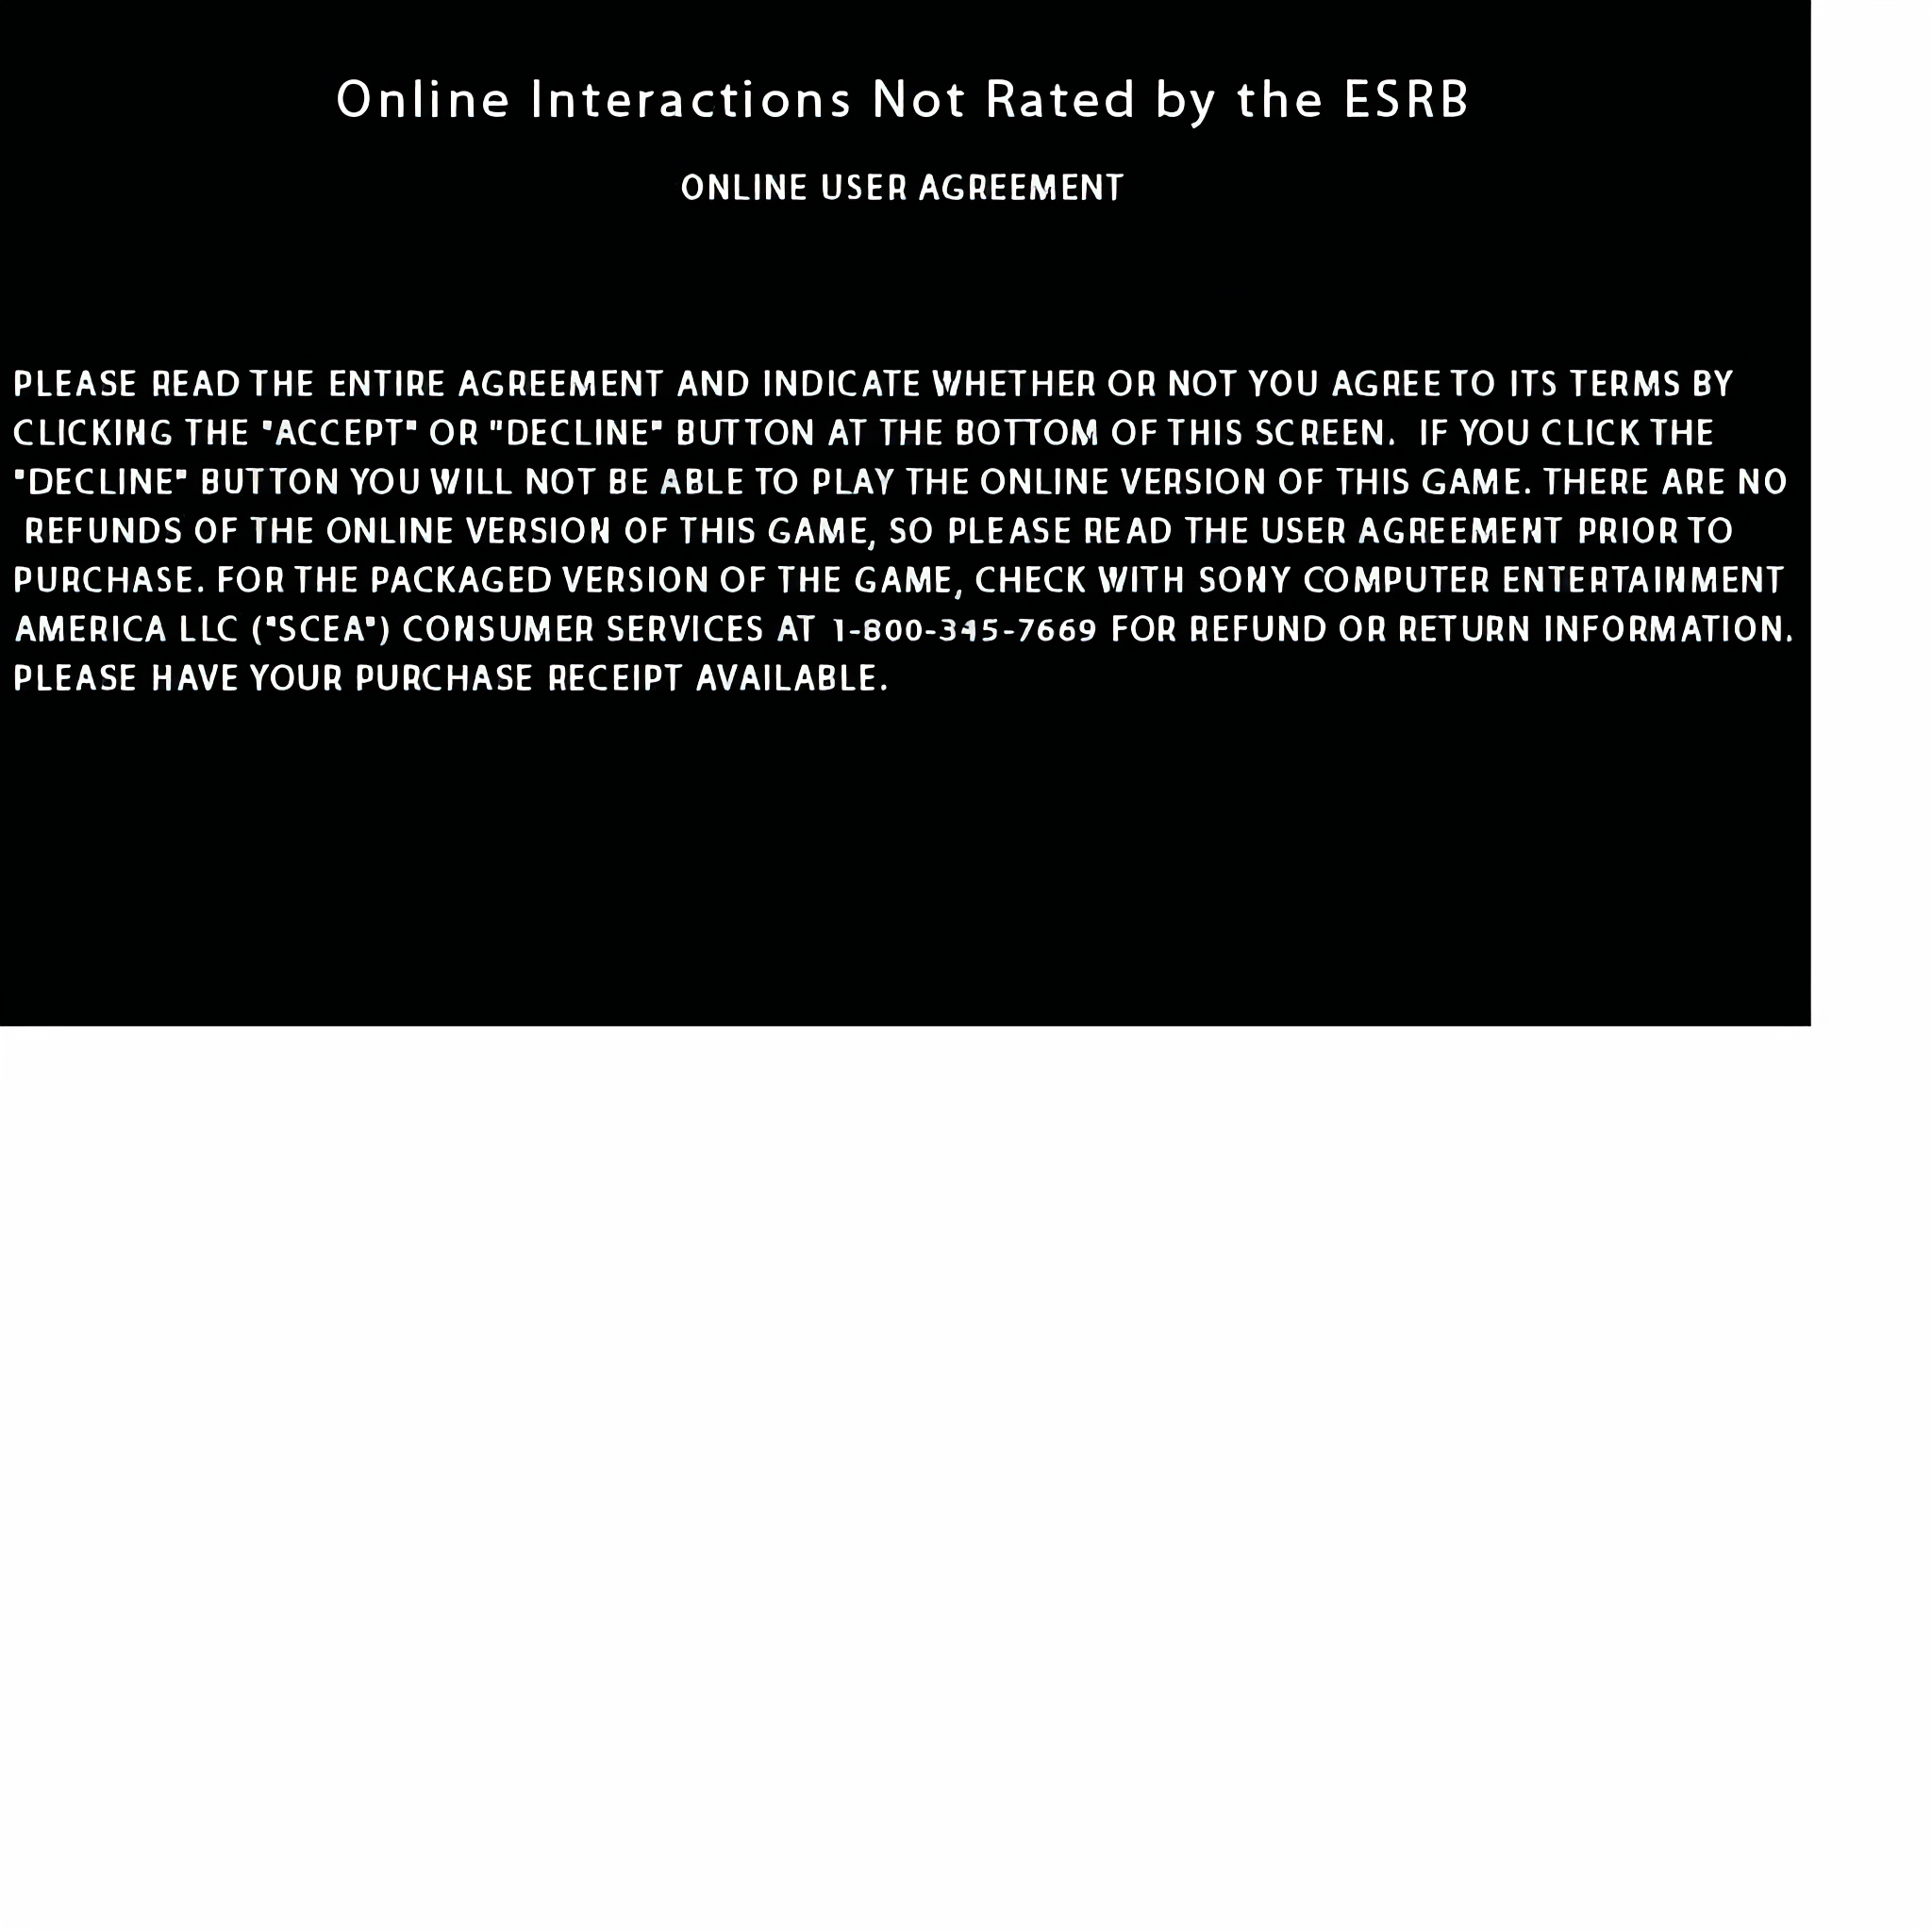 Online Interactions Not Rated by the ESRB
ONLINE USER AGREEMENT
PLEASE READ THE ENTIRE AGREEMENT AND INDICATE WHETHER OR NOT YOU AGREE TO ITS TERMS BY
CLICKING THE "ACCEPT" OR "DECLINE" BUTTON AT THE BOTTOM OF THIS SCREEN.  IF YOU CLICK THE
"DECLINE" BUTTON YOU WILL NOT BE ABLE TO PLAY THE ONLINE VERSION OF THIS GAME. THERE ARE NO
REFUNDS OF THE ONLINE VERSION OF THIS GAME, SO PLEASE READ THE USER AGREEMENT PRIOR TO
PURCHASE. FOR THE PACKAGED VERSION OF THE GAME, CHECK WITH SONY COMPUTER ENTERTAINMENT
AMERICA LLC ("SCEA") CONSUMER SERVICES AT 1-800-345-7669 FOR REFUND OR RETURN INFORMATION.
PLEASE HAVE YOUR PURCHASE RECEIPT AVAILABLE.